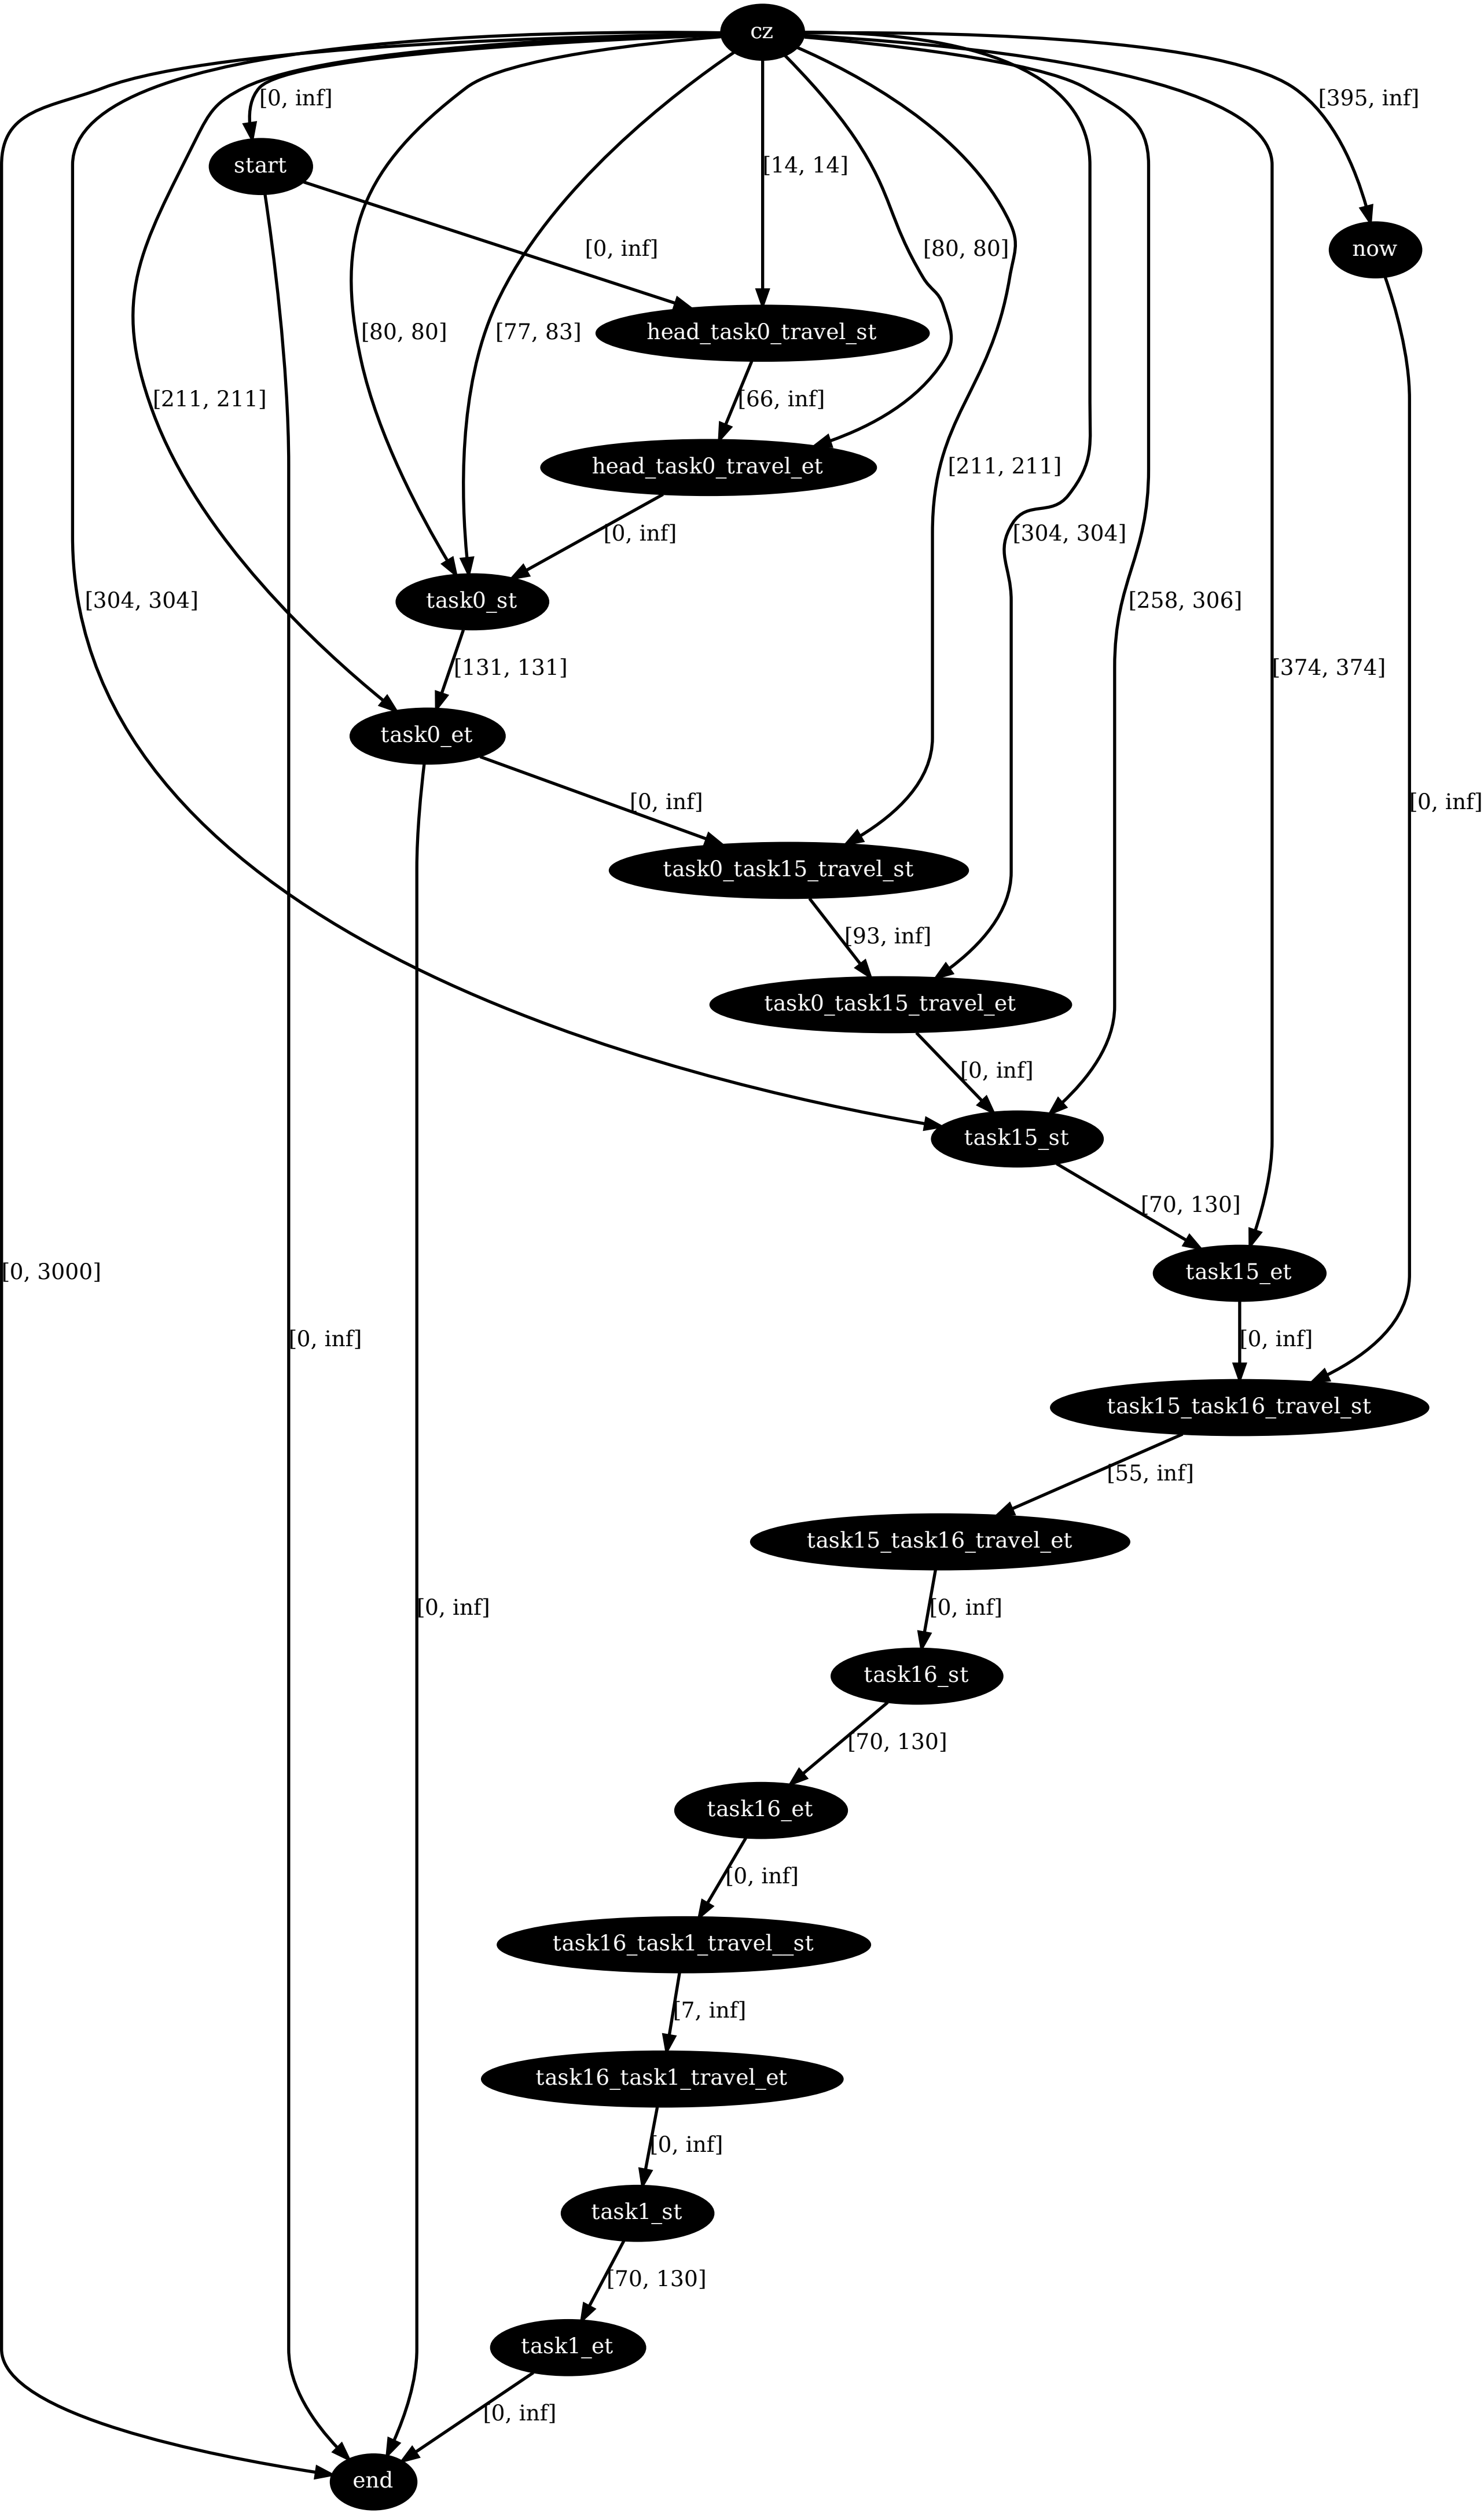 cz
[0, inf]
[395, inf]
start
[14, 14]
[0, inf]
[80, 80]
now
[80, 80]
[77, 83]
head_task0_travel_st
[211, 211]
[66, inf]
head_task0_travel_et
[211, 211]
[0, inf]
[304, 304]
[304, 304]
task0_st
[258, 306]
[131, 131]
[374, 374]
task0_et
[0, inf]
[0, inf]
task0_task15_travel_st
[93, inf]
task0_task15_travel_et
[0, inf]
task15_st
[70, 130]
[0, 3000]
task15_et
[0, inf]
[0, inf]
task15_task16_travel_st
[55, inf]
task15_task16_travel_et
[0, inf]
[0, inf]
task16_st
[70, 130]
task16_et
[0, inf]
task16_task1_travel__st
[7, inf]
task16_task1_travel_et
[0, inf]
task1_st
[70, 130]
task1_et
[0, inf]
end